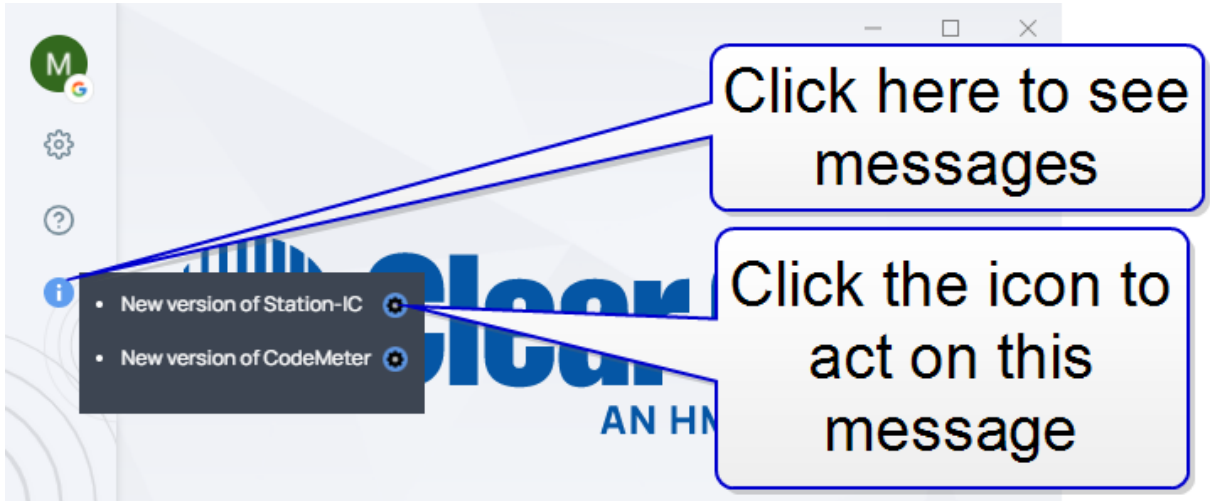 M
G
Click here to see
messages
• New version of Station-IC
• New version of CodeMeter
Clear
Click the icon to
act on this
message
AN